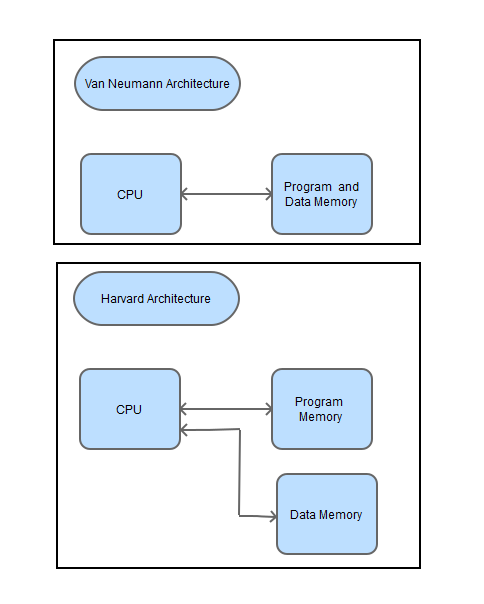 Van Neumann Architecture
CPU
Program and
Data Memory
Harvard Architecture
CPU
Program
Memory
Data Memory